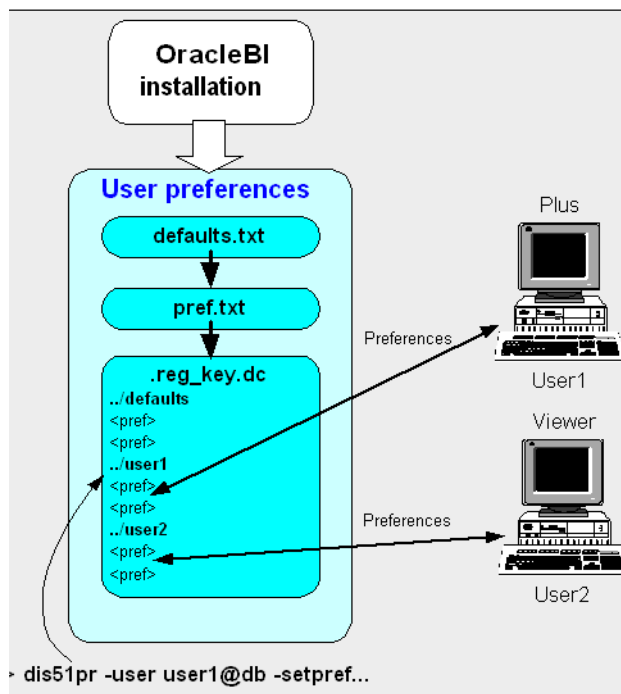 OracleBI
installation
User preferences
defaults.txt
pref.txt
.reg_key.dc
../defaults
<pref>
<pref>
../user1
<pref>
<pref>
../user2
<pref>
<pref>
Plus
Preferences
User1
Viewer
Preferences
User2
> dis51pr -user user1@db -setpref...